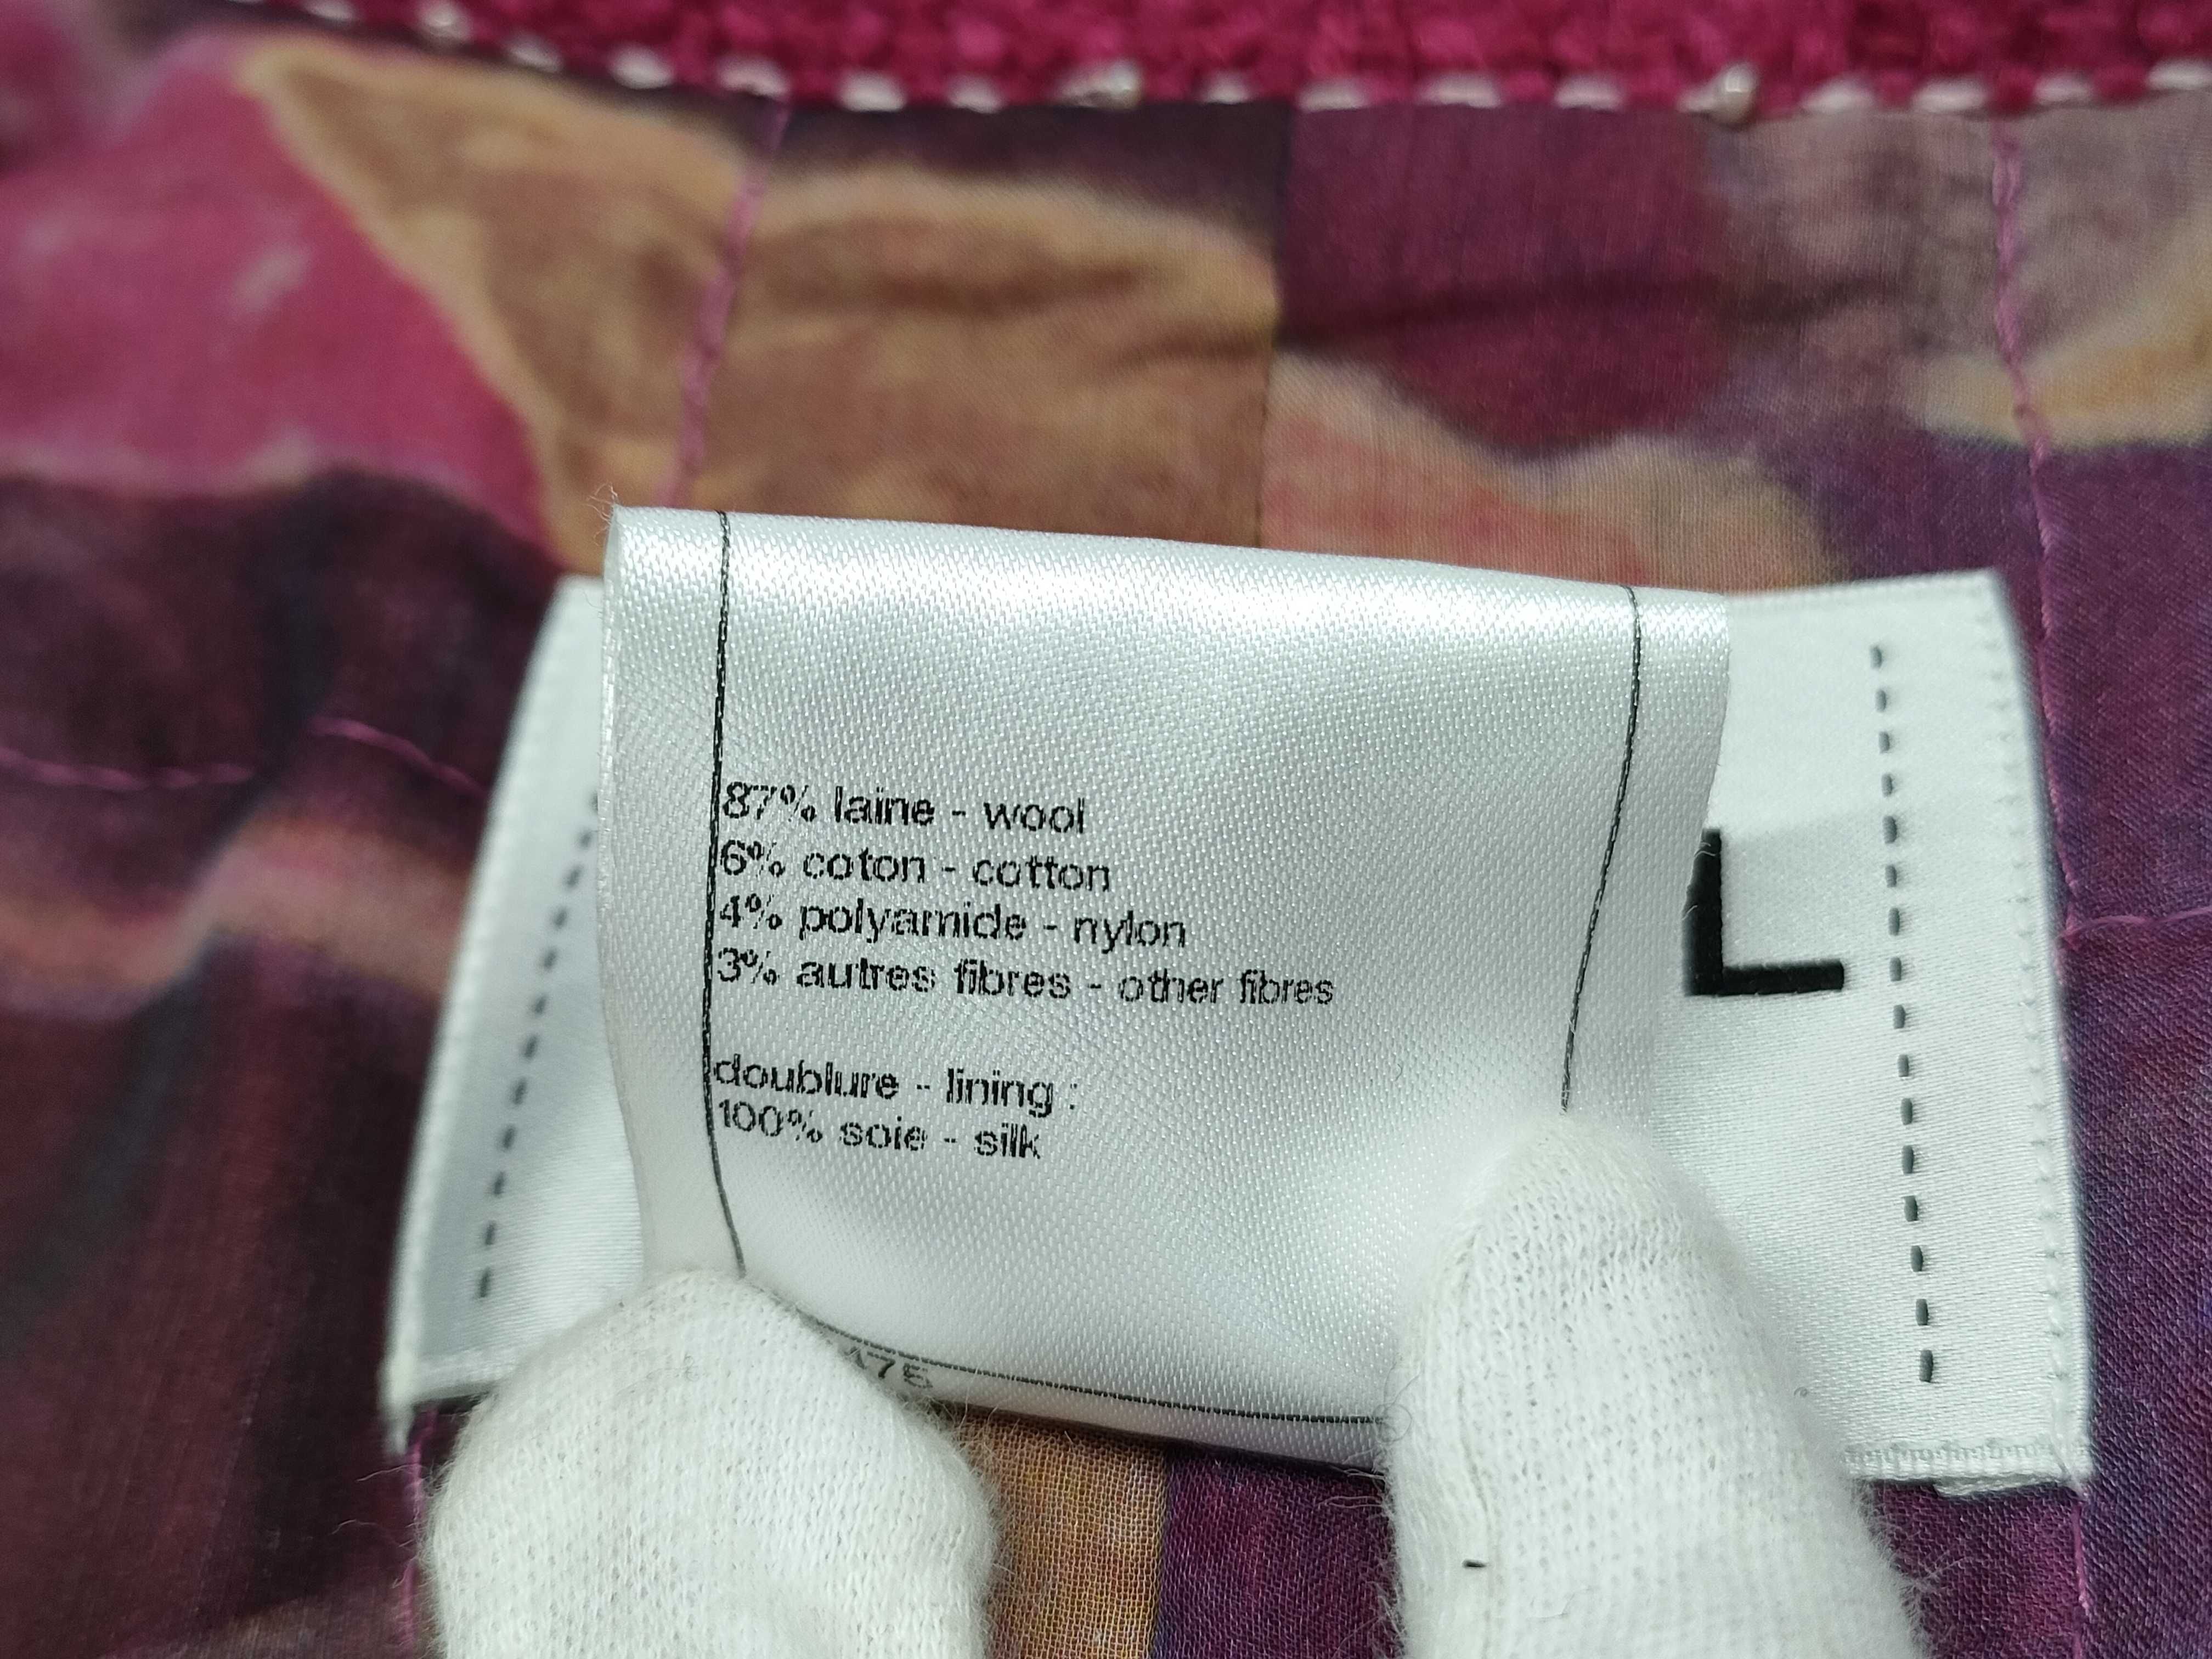 87% laine - wool
6% coton - cotton
4% polyamide - nylon
3% autres fibres - other fibres
doublure - lining :
100% soie - silk
L